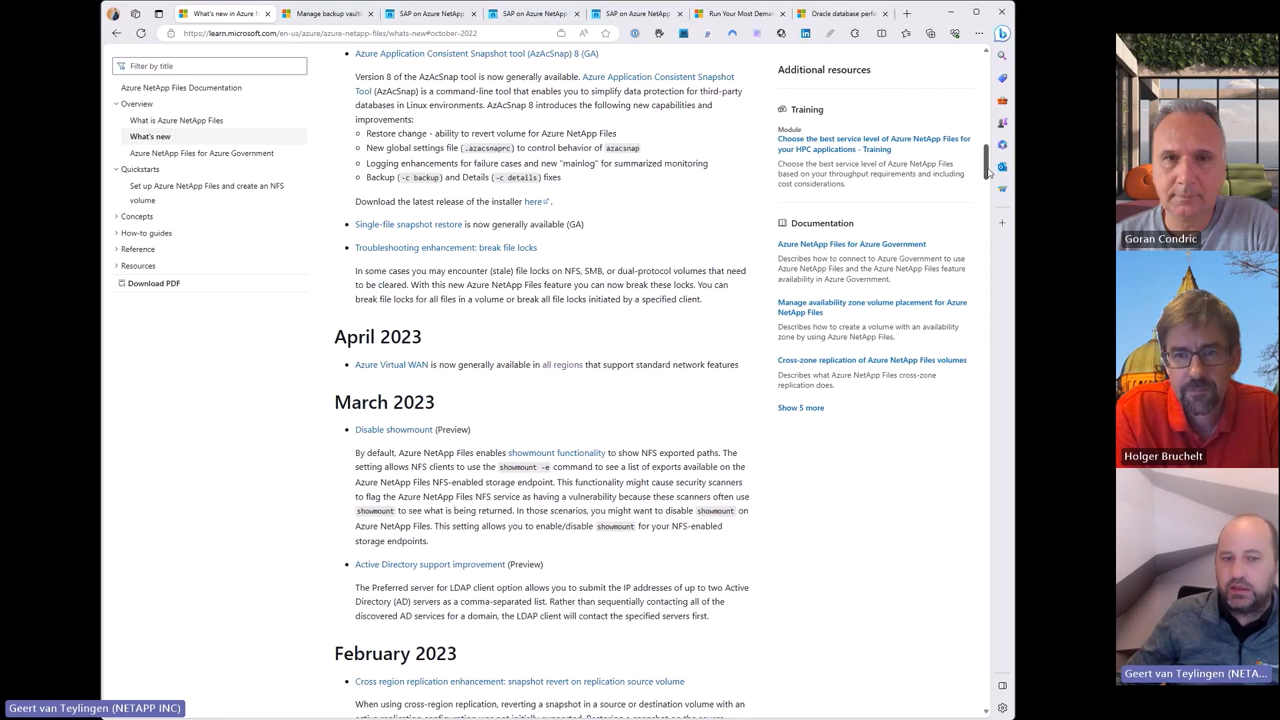 What's new in Azure N
Manage backup vaults
SAP on Azure NetApp
SAP on Azure NetApp
SAP on Azure NetApp
Run Your Most Dema
Oracle database perfo
https://learn.microsoft.com/en-us/azure/azure-netapp-files/whats-new#october-2022
Filter by title
Azure NetApp Files Documentation
Overview
What is Azure NetApp Files
What's new
Azure NetApp Files for Azure Government
Quickstarts
Set up Azure NetApp Files and create an NFS
volume
Concepts
How-to guides
Reference
Resources
Download PDF
Azure Application Consistent Snapshot tool (AzAcSnap) 8 (GA)
Version 8 of the AzAcSnap tool is now generally available. Azure Application Consistent Snapshot
Tool (AzAcSnap) is a command-line tool that enables you to simplify data protection for third-party
databases in Linux environments. AzAcSnap 8 introduces the following new capabilities and
improvements:
Restore change - ability to revert volume for Azure NetApp Files
New global settings file (.azacsnaprc) to control behavior of azacsnap
Logging enhancements for failure cases and new "mainlog" for summarized monitoring
Backup (-c backup) and Details (-c details) fixes
Download the latest release of the installer here.
Single-file snapshot restore is now generally available (GA)
Troubleshooting enhancement: break file locks
In some cases you may encounter (stale) file locks on NFS, SMB, or dual-protocol volumes that need
to be cleared. With this new Azure NetApp Files feature you can now break these locks. You can
break file locks for all files in a volume or break all file locks initiated by a specified client.
April 2023
Azure Virtual WAN is now generally available in all regions that support standard network features
March 2023
Disable showmount (Preview)
By default, Azure NetApp Files enables showmount functionality to show NFS exported paths. The
setting allows NFS clients to use the showmount -e command to see a list of exports available on the
Azure NetApp Files NFS-enabled storage endpoint. This functionality might cause security scanners
to flag the Azure NetApp Files NFS service as having a vulnerability because these scanners often use
showmount to see what is being returned. In those scenarios, you might want to disable showmount on
Azure NetApp Files. This setting allows you to enable/disable showmount for your NFS-enabled
storage endpoints.
Active Directory support improvement (Preview)
The Preferred server for LDAP client option allows you to submit the IP addresses of up to two Active
Directory (AD) servers as a comma-separated list. Rather than sequentially contacting all of the
discovered AD services for a domain, the LDAP client will contact the specified servers first.
February 2023
Cross region replication enhancement: snapshot revert on replication source volume
When using cross-region replication, reverting a snapshot in a source or destination volume with an
Additional resources
Training
Module
Choose the best service level of Azure NetApp Files for
your HPC applications - Training
Choose the best service level of Azure NetApp Files
based on your throughput requirements and including
cost considerations.
Documentation
Azure NetApp Files for Azure Government
Describes how to connect to Azure Government to use
Azure NetApp Files and the Azure NetApp Files feature
availability in Azure Government.
Manage availability zone volume placement for Azure
NetApp Files
Describes how to create a volume with an availability
zone by using Azure NetApp Files.
Cross-zone replication of Azure NetApp Files volumes
Describes what Azure NetApp Files cross-zone
replication does.
Show 5 more
Goran Condric
Holger Bruchelt
Geert van Teylingen (NETA...
Geert van Teylingen (NETAPP INC)